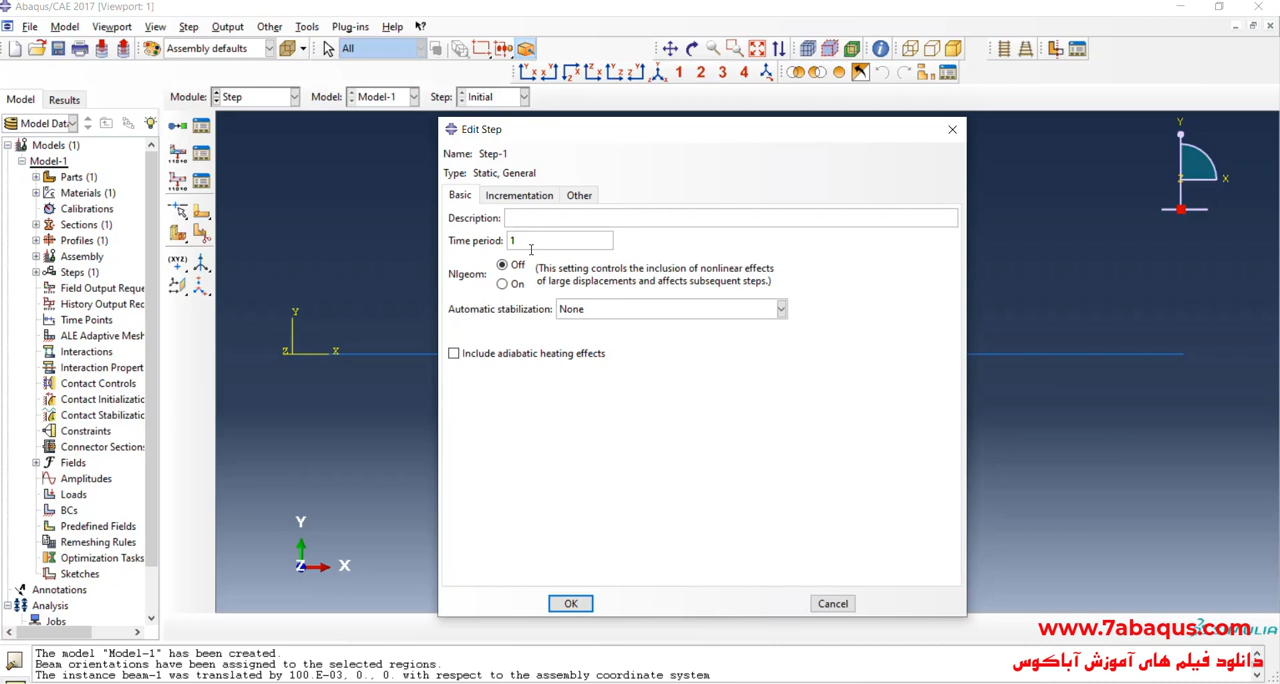 Abaqus/CAE 2017 [Viewport: 1]
File Model Viewport View Step Output Other Tools Plug-ins Help
Assembly defaults All
1 2 3 4
Model Results Module: Step Model: Model-1 Step: Initial
Model Dat
Models (1)
Model-1
Parts (1)
Materials (1)
Calibrations
Sections (1)
Profiles (1)
Assembly
Steps (1)
Field Output Reque
History Output Rec
Time Points
ALE Adaptive Mesh
Interactions
Interaction Propert
Contact Controls
Contact Initializatic
Contact Stabilizatic
Constraints
Connector Sections
Fields
Amplitudes
Loads
BCs
Predefined Fields
Remeshing Rules
Optimization Tasks
Sketches
Annotations
Analysis
Jobs
(XYZ)
Y
Z X
Y
Z X
Edit Step
Name: Step-1
Type: Static, General
Basic Incrementation Other
Description:
Time period: 1
Nlgeom: Off On (This setting controls the inclusion of nonlinear effects
of large displacements and affects subsequent steps.)
Automatic stabilization: None
Include adiabatic heating effects
OK Cancel
Y
Z X
www.7abaqus.com
دانلود فیلم های آموزش آباکوس
The model "Model-1" has been created.
Beam orientations have been assigned to the selected regions.
The instance beam-1 was translated by 100.E-03, 0., 0. with respect to the assembly coordinate system